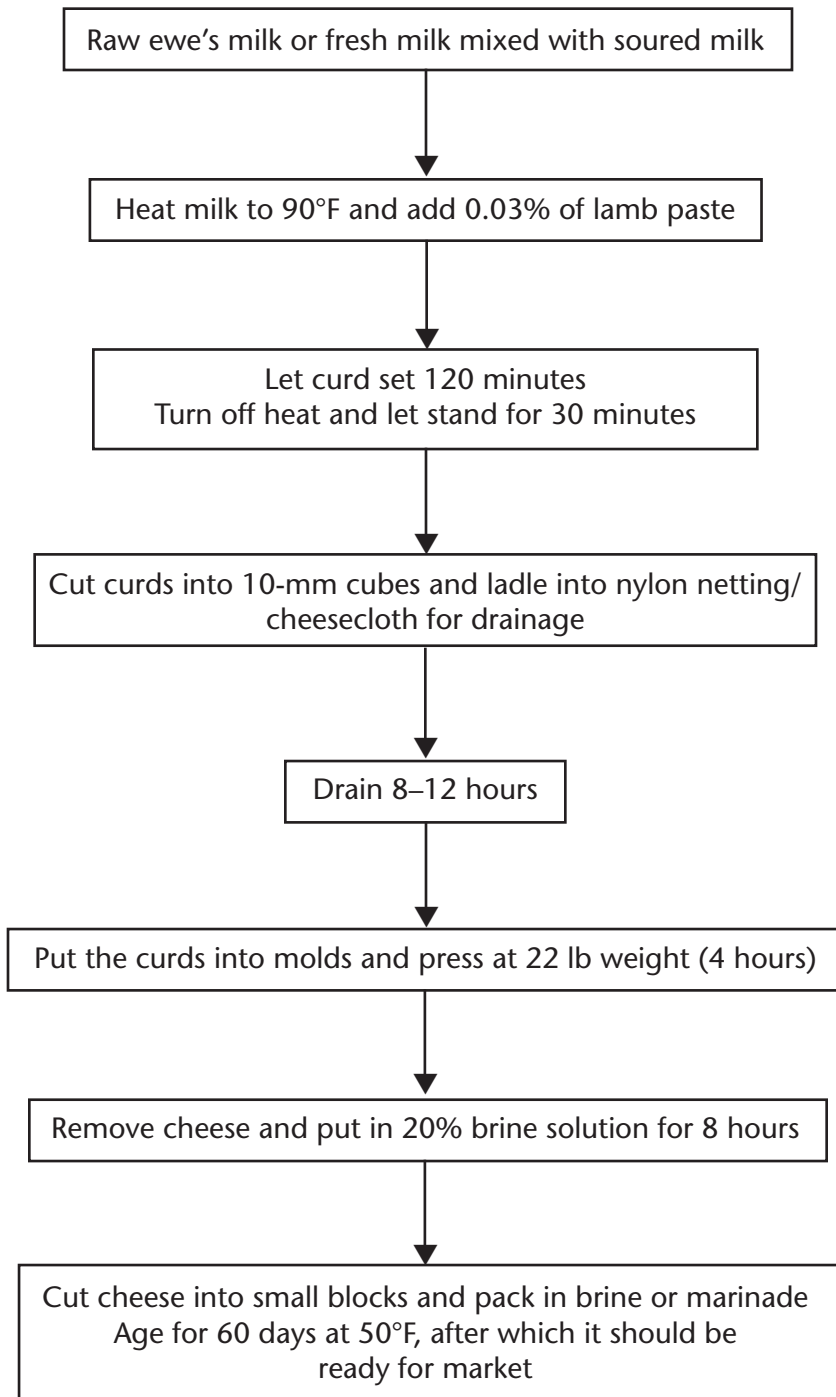 Raw ewe’s milk or fresh milk mixed with soured milk
Heat milk to 90°F and add 0.03% of lamb paste
Let curd set 120 minutes
Turn off heat and let stand for 30 minutes
Cut curds into 10-mm cubes and ladle into nylon netting/
cheesecloth for drainage
Drain 8–12 hours
Put the curds into molds and press at 22 lb weight (4 hours)
Remove cheese and put in 20% brine solution for 8 hours
Cut cheese into small blocks and pack in brine or marinade
Age for 60 days at 50°F, after which it should be
ready for market